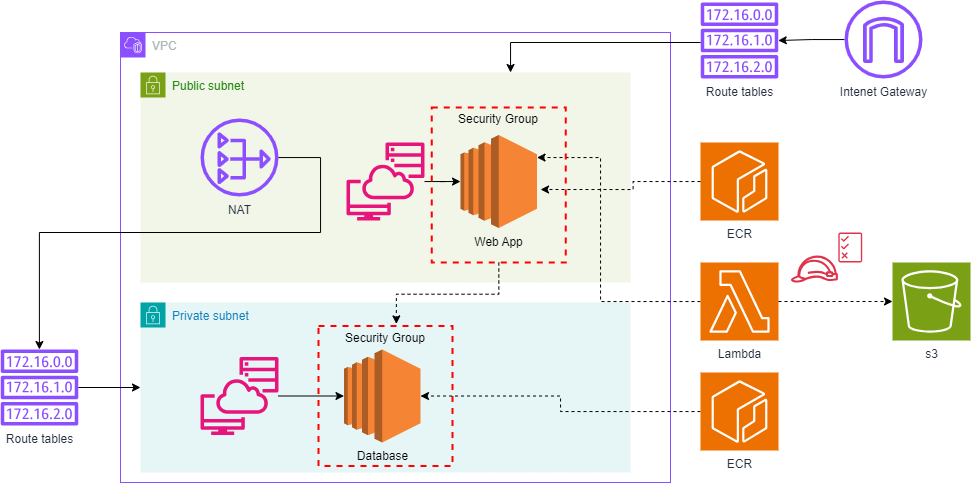 172.16.0.0
172.16.1.0
172.16.2.0
Route tables
Intenet Gateway
VPC
Public subnet
Security Group
NAT
Web App
ECR
Private subnet
Security Group
Database
Lambda
s3
172.16.0.0
172.16.1.0
172.16.2.0
Route tables
ECR